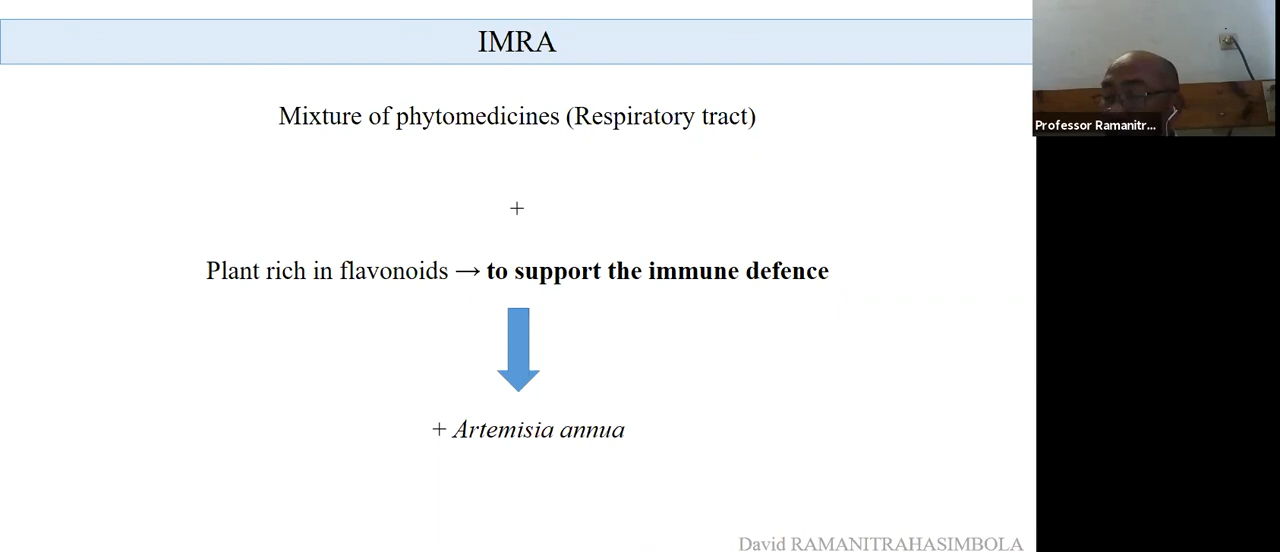 IMRA
Mixture of phytomedicines (Respiratory tract)
+
Plant rich in flavonoids → to support the immune defence
+ Artemisia annua
David RAMANITRAHASIMBOLA
Professor Ramanitr...